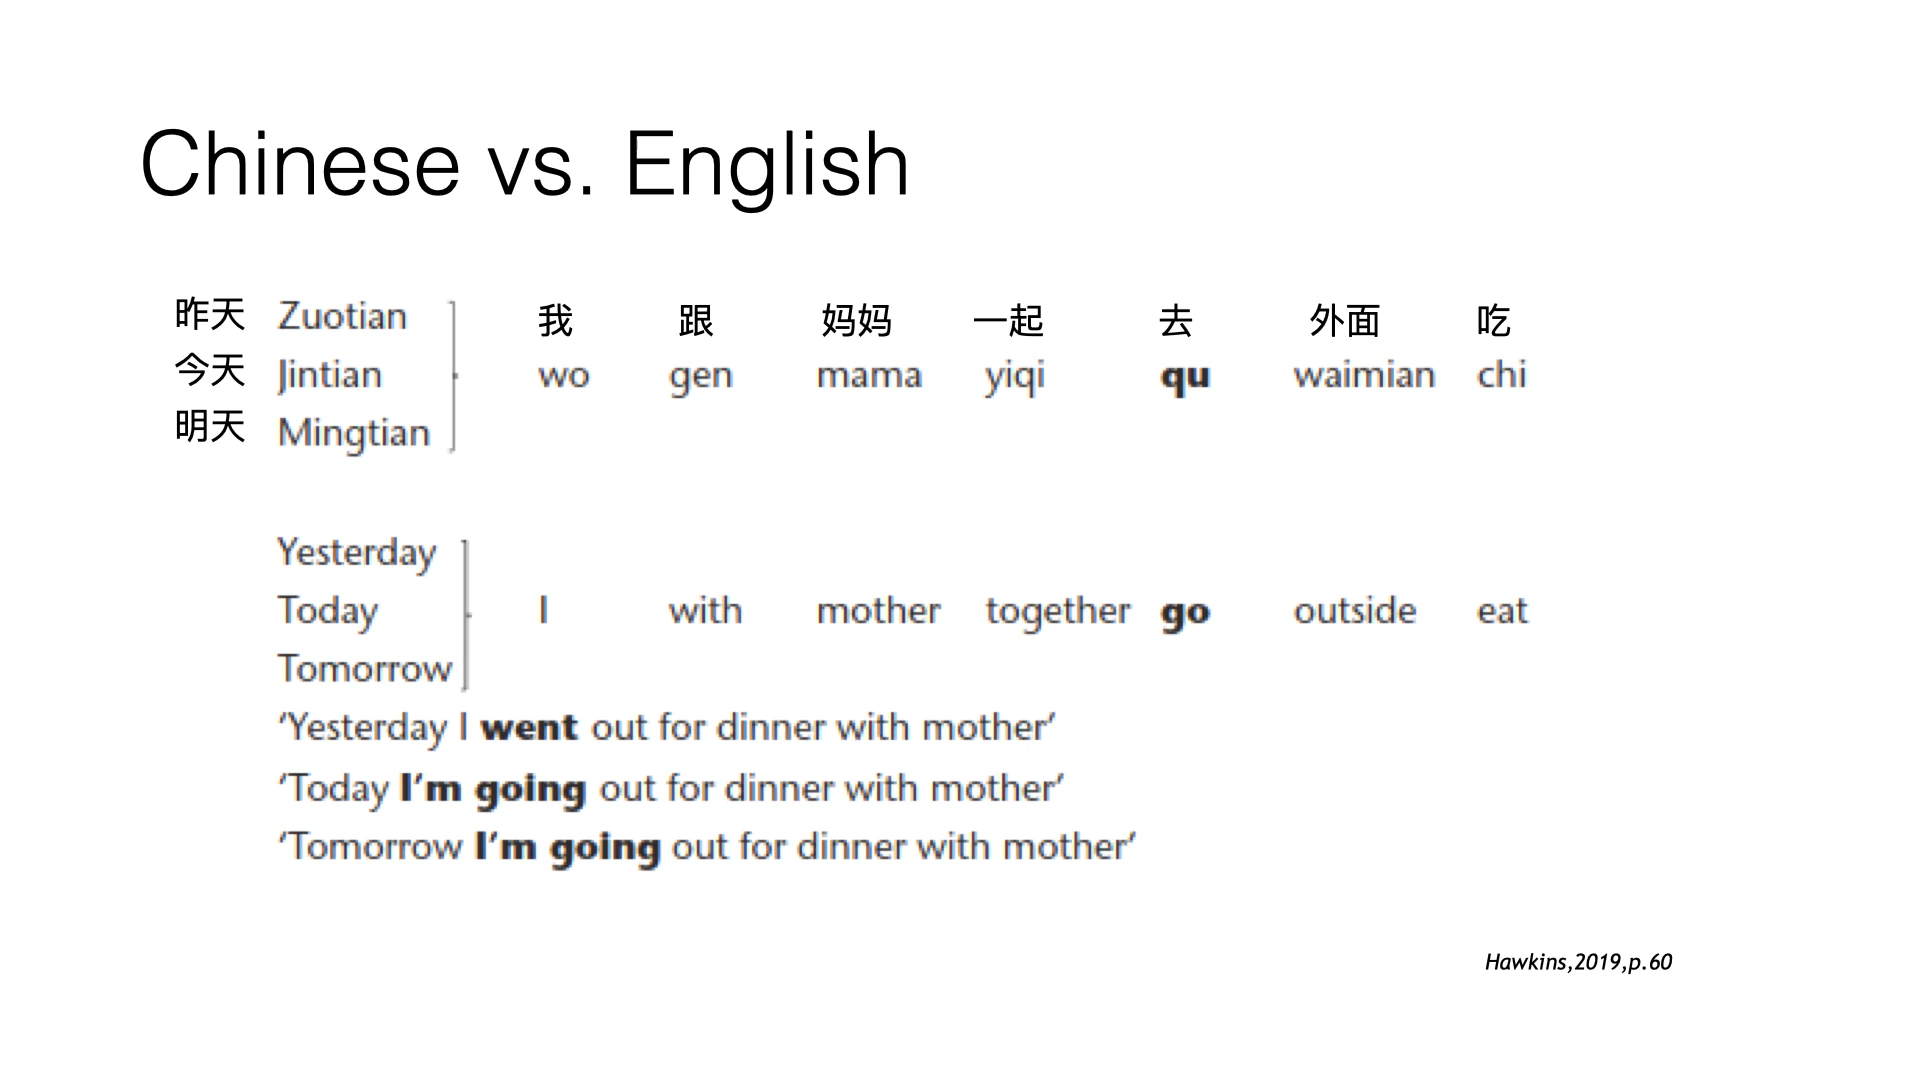 Chinese vs. English
昨天 Zuotian
我 跟 妈妈 一起 去 外面 吃
今天 Jintian wo gen mama yiqi qu waimian chi
明天 Mingtian
Yesterday
Today I with mother together go outside eat
Tomorrow
‘Yesterday I went out for dinner with mother’
‘Today I’m going out for dinner with mother’
‘Tomorrow I’m going out for dinner with mother’
Hawkins,2019,p.60